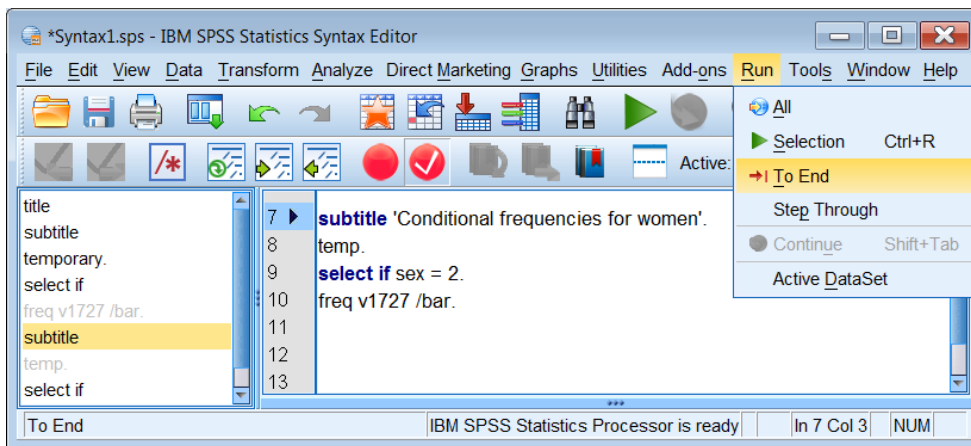 *Syntax1.sps - IBM SPSS Statistics Syntax Editor
File Edit View Data Transform Analyze Direct Marketing Graphs Utilities Add-ons Run Tools Window Help
All
Selection Ctrl+R
To End
Step Through
Continue Shift+Tab
Active DataSet
/*
Active:
title
subtitle
temporary.
select if
freq v1727 /bar.
subtitle
temp.
select if
7 subtitle 'Conditional frequencies for women'.
8 temp.
9 select if sex = 2.
10 freq v1727 /bar.
11
12
13
To End IBM SPSS Statistics Processor is ready In 7 Col 3 NUM